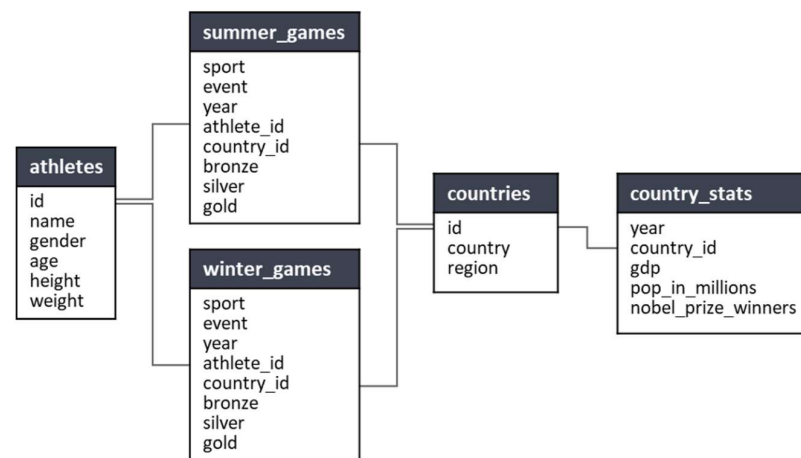 athletes
id
name
gender
age
height
weight
summer_games
sport
event
year
athlete_id
country_id
bronze
silver
gold
winter_games
sport
event
year
athlete_id
country_id
bronze
silver
gold
countries
id
country
region
country_stats
year
country_id
gdp
pop_in_millions
nobel_prize_winners